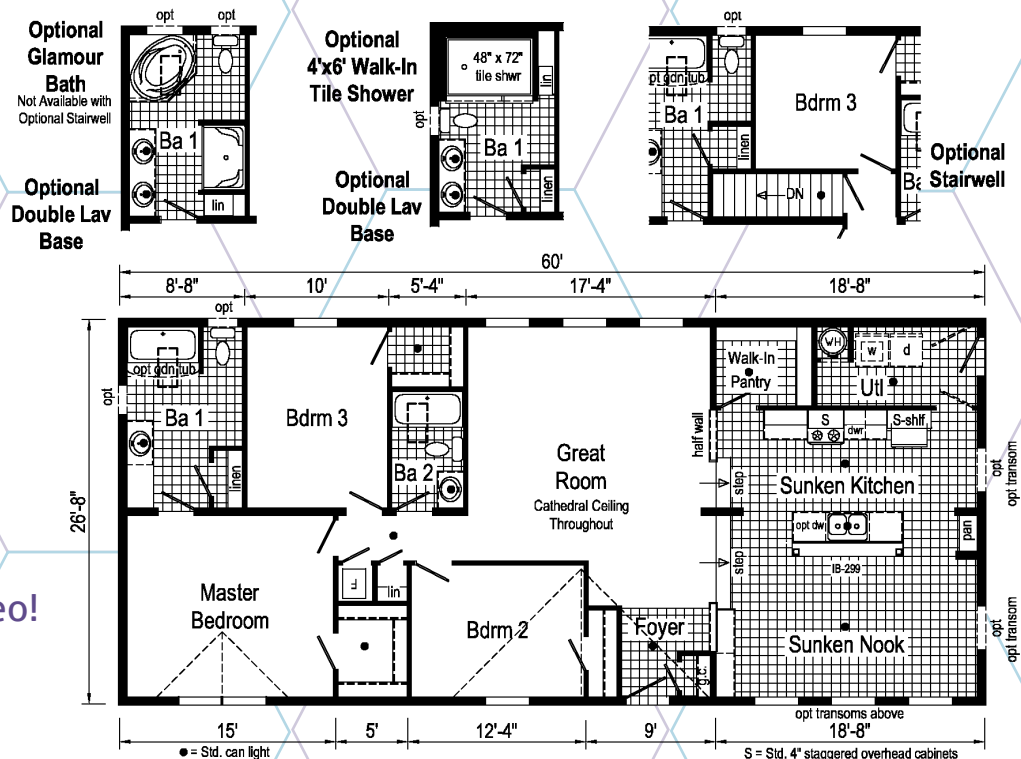 opt
opt
Optional
Glamour
Bath
Not Available with
Optional Stairwell
Ba 1
lin
Optional
Double Lav
Base
Optional
4'x6' Walk-In
Tile Shower
48" x 72"
tile shwr
lin
opt
Ba 1
linen
Optional
Double Lav
Base
opt
opt gdn tub
Ba 1
linen
Bdrm 3
DN
Ba
Optional
Stairwell
60'
8'-8"
10'
5'-4"
17'-4"
18'-8"
opt
opt
26'-8"
opt gdn tub
Ba 1
linen
Bdrm 3
Ba 2
Great
Room
Cathedral Ceiling
Throughout
half wall
step
step
Walk-In
Pantry
WH
w
d
Utl
S
dwr
S-shlf
Sunken Kitchen
opt dw
IB-299
pan
opt
opt transom
opt
opt transom
Sunken Nook
Master
Bedroom
F
lin
Bdrm 2
Foyer
g.c.
eo!
opt transoms above
15'
5'
12'-4"
9'
18'-8"
● = Std. can light
S = Std. 4" staggered overhead cabinets